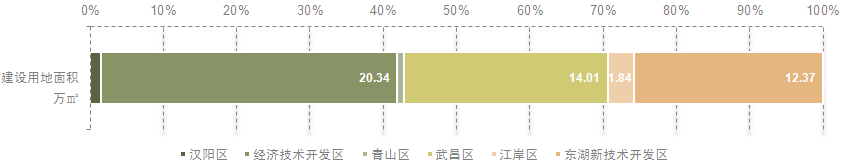 0% 10% 20% 30% 40% 50% 60% 70% 80% 90% 100%
建设用地面积
万㎡
20.34 14.01 1.84 12.37
汉阳区 经济技术开发区 青山区 武昌区 江岸区 东湖新技术开发区